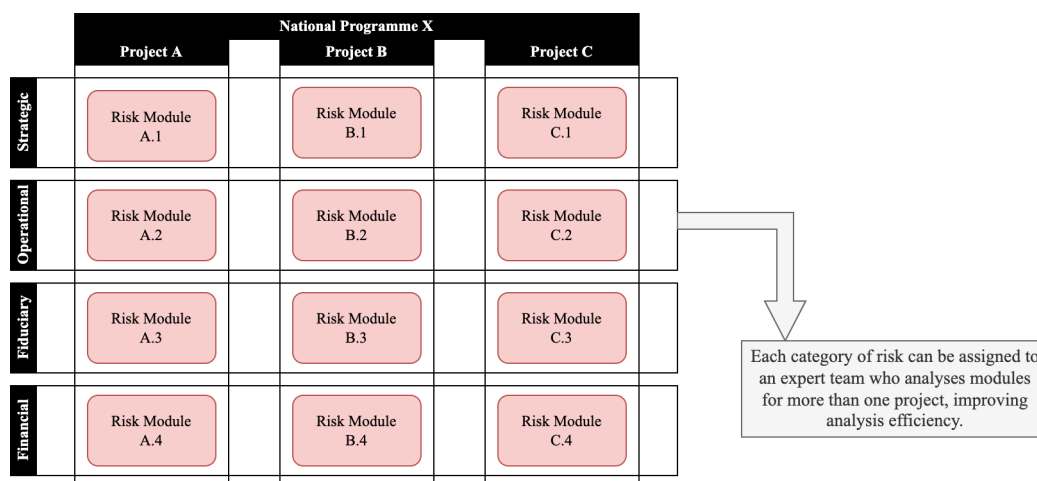 National Programme X
Project A
Project B
Project C
Strategic
Risk Module
A.1
Risk Module
B.1
Risk Module
C.1
Operational
Risk Module
A.2
Risk Module
B.2
Risk Module
C.2
Fiduciary
Risk Module
A.3
Risk Module
B.3
Risk Module
C.3
Financial
Risk Module
A.4
Risk Module
B.4
Risk Module
C.4
Each category of risk can be assigned to
an expert team who analyses modules
for more than one project, improving
analysis efficiency.